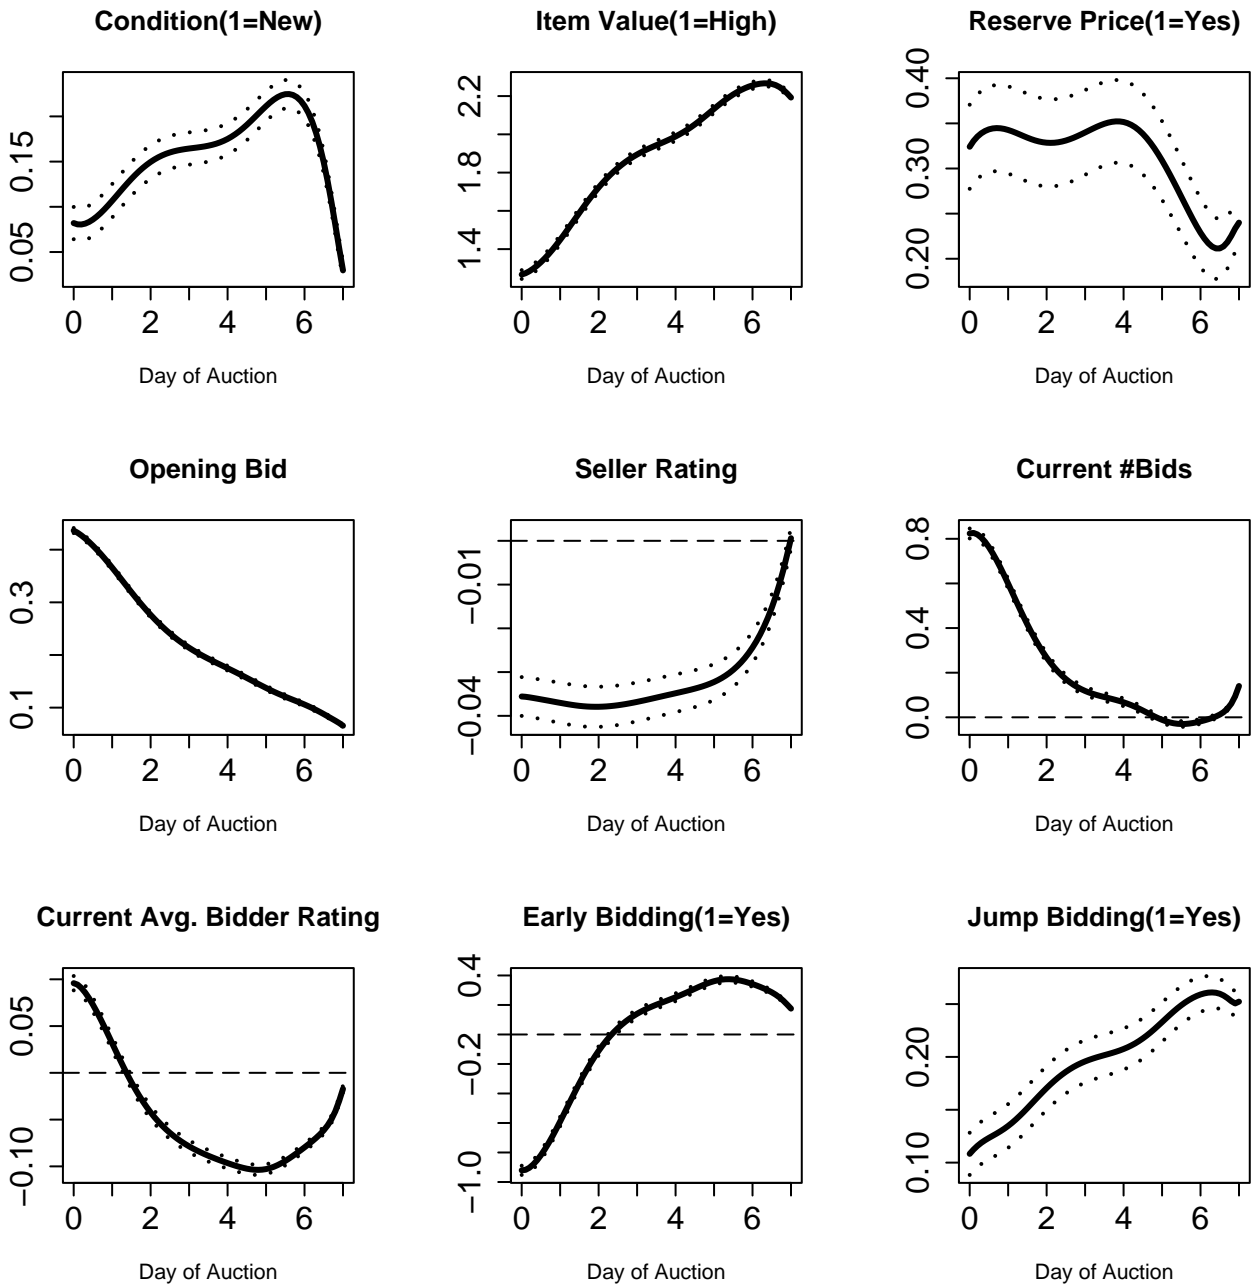 Condition(1=New)
Item Value(1=High)
Reserve Price(1=Yes)
0.05 0.15
0 2 4 6
Day of Auction
1.4 1.8 2.2
0 2 4 6
Day of Auction
0.20 0.30 0.40
0 2 4 6
Day of Auction
Opening Bid
Seller Rating
Current #Bids
0.1 0.3
0 2 4 6
Day of Auction
−0.04 −0.01
0 2 4 6
Day of Auction
0.0 0.4 0.8
0 2 4 6
Day of Auction
Current Avg. Bidder Rating
Early Bidding(1=Yes)
Jump Bidding(1=Yes)
−0.10 0.05
0 2 4 6
Day of Auction
−1.0 −0.2 0.4
0 2 4 6
Day of Auction
0.10 0.20
0 2 4 6
Day of Auction